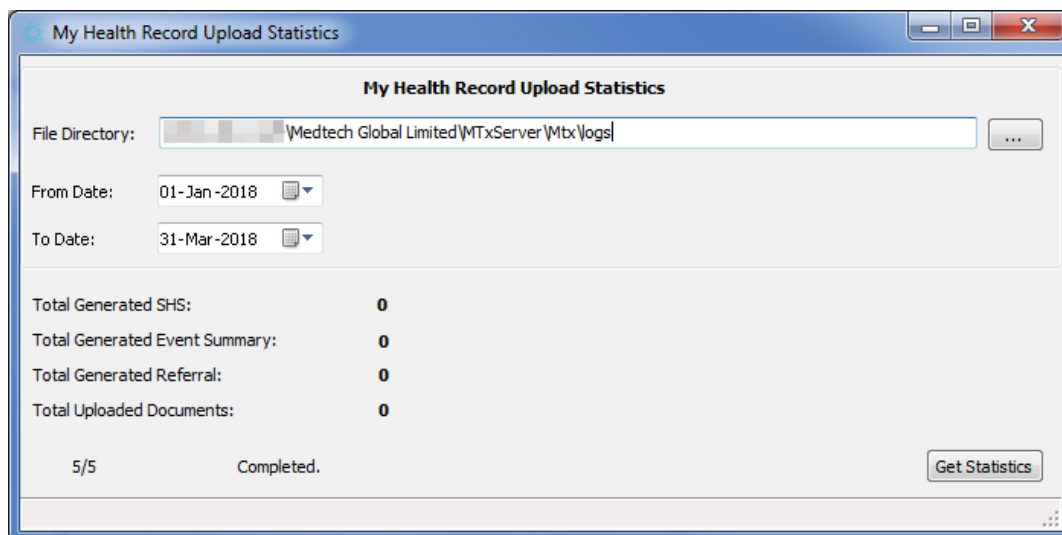 My Health Record Upload Statistics
My Health Record Upload Statistics
File Directory: \Medtech Global Limited\MTxServer\Mtx\logs ...
From Date: 01-Jan-2018
To Date: 31-Mar-2018
Total Generated SHS: 0
Total Generated Event Summary: 0
Total Generated Referral: 0
Total Uploaded Documents: 0
5/5 Completed. Get Statistics